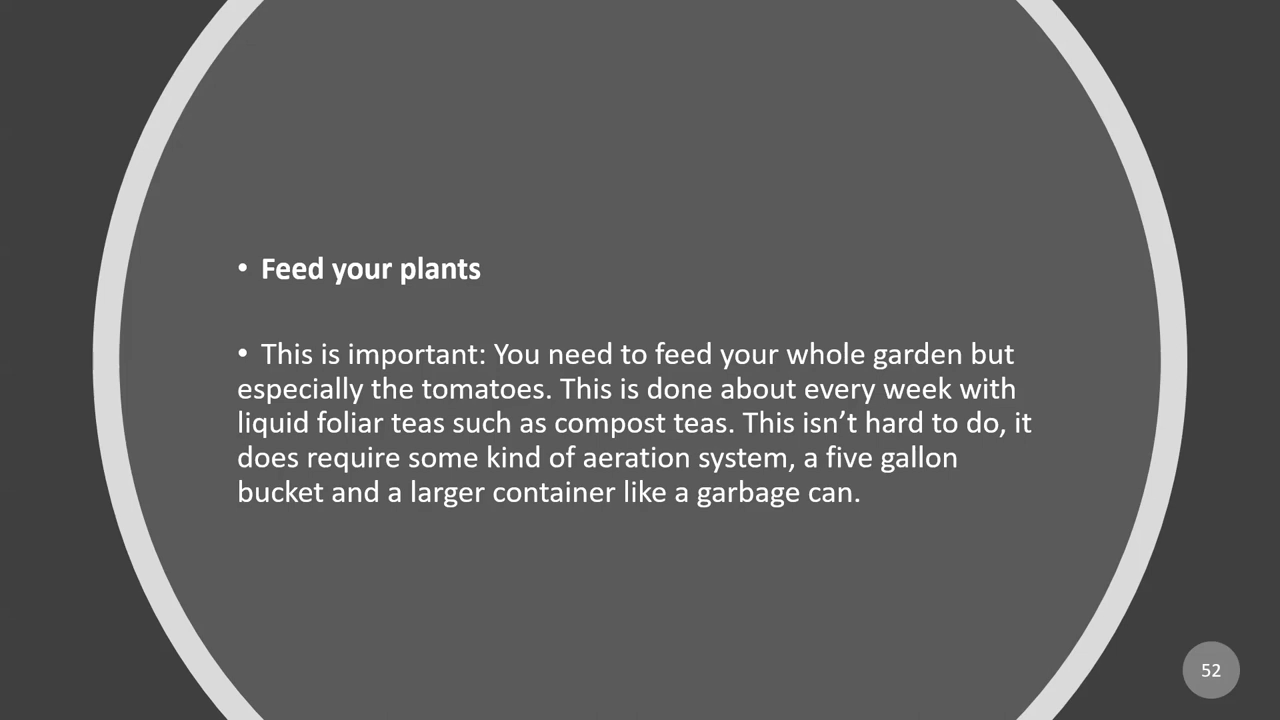 • Feed your plants
• This is important: You need to feed your whole garden but
especially the tomatoes. This is done about every week with
liquid foliar teas such as compost teas. This isn’t hard to do, it
does require some kind of aeration system, a five gallon
bucket and a larger container like a garbage can.
52